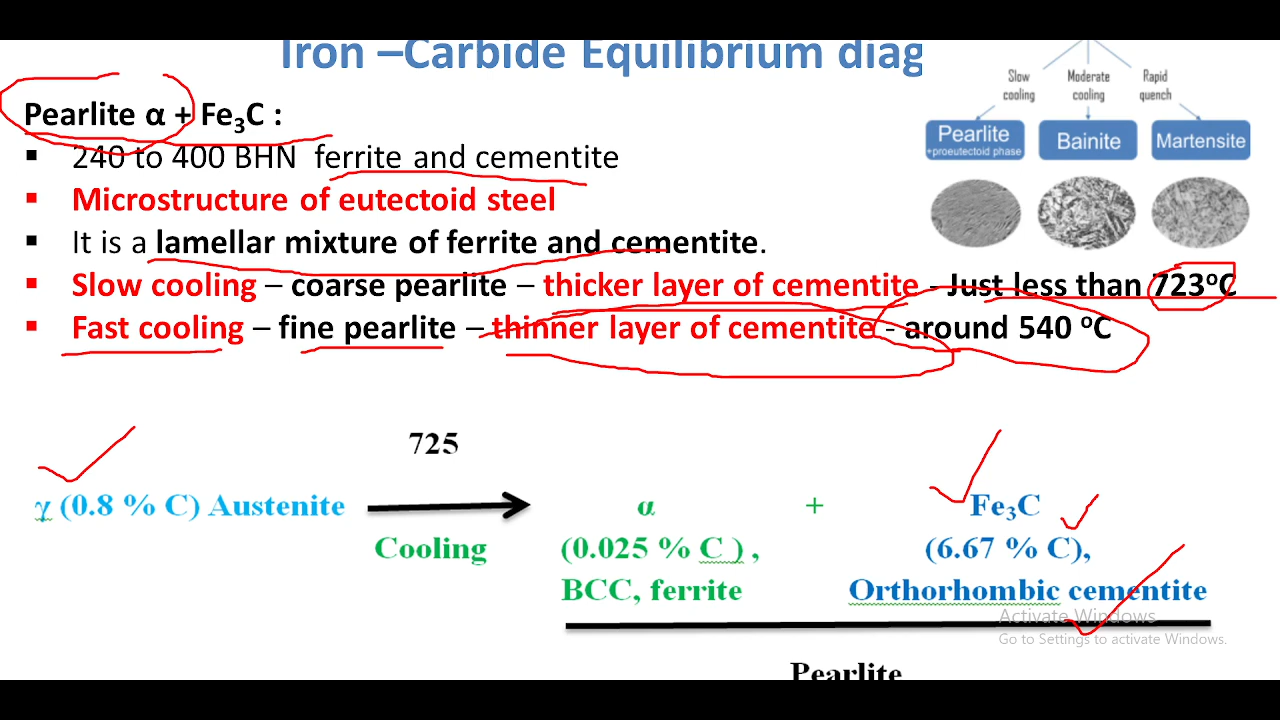 Iron –Carbide Equilibrium diag
Slow cooling
Moderate cooling
Rapid quench
Pearlite
+proeutectoid phase
Bainite
Martensite
Pearlite α + Fe₃C :
▪ 240 to 400 BHN ferrite and cementite
▪ Microstructure of eutectoid steel
▪ It is a lamellar mixture of ferrite and cementite.
▪ Slow cooling – coarse pearlite – thicker layer of cementite - Just less than 723ºC
▪ Fast cooling – fine pearlite – thinner layer of cementite - around 540 ºC
725
γ (0.8 % C) Austenite
Cooling
α + Fe₃C
(0.025 % C ) , (6.67 % C),
BCC, ferrite Orthorhombic cementite
Activate Windows
Go to Settings to activate Windows.
Pearlite